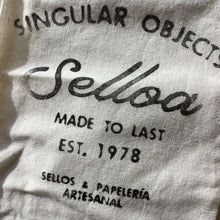 SINGULAR OBJECTS
Selloa
MADE TO LAST
EST. 1978
SELLOS & PAPELERÍA
ARTESANAL